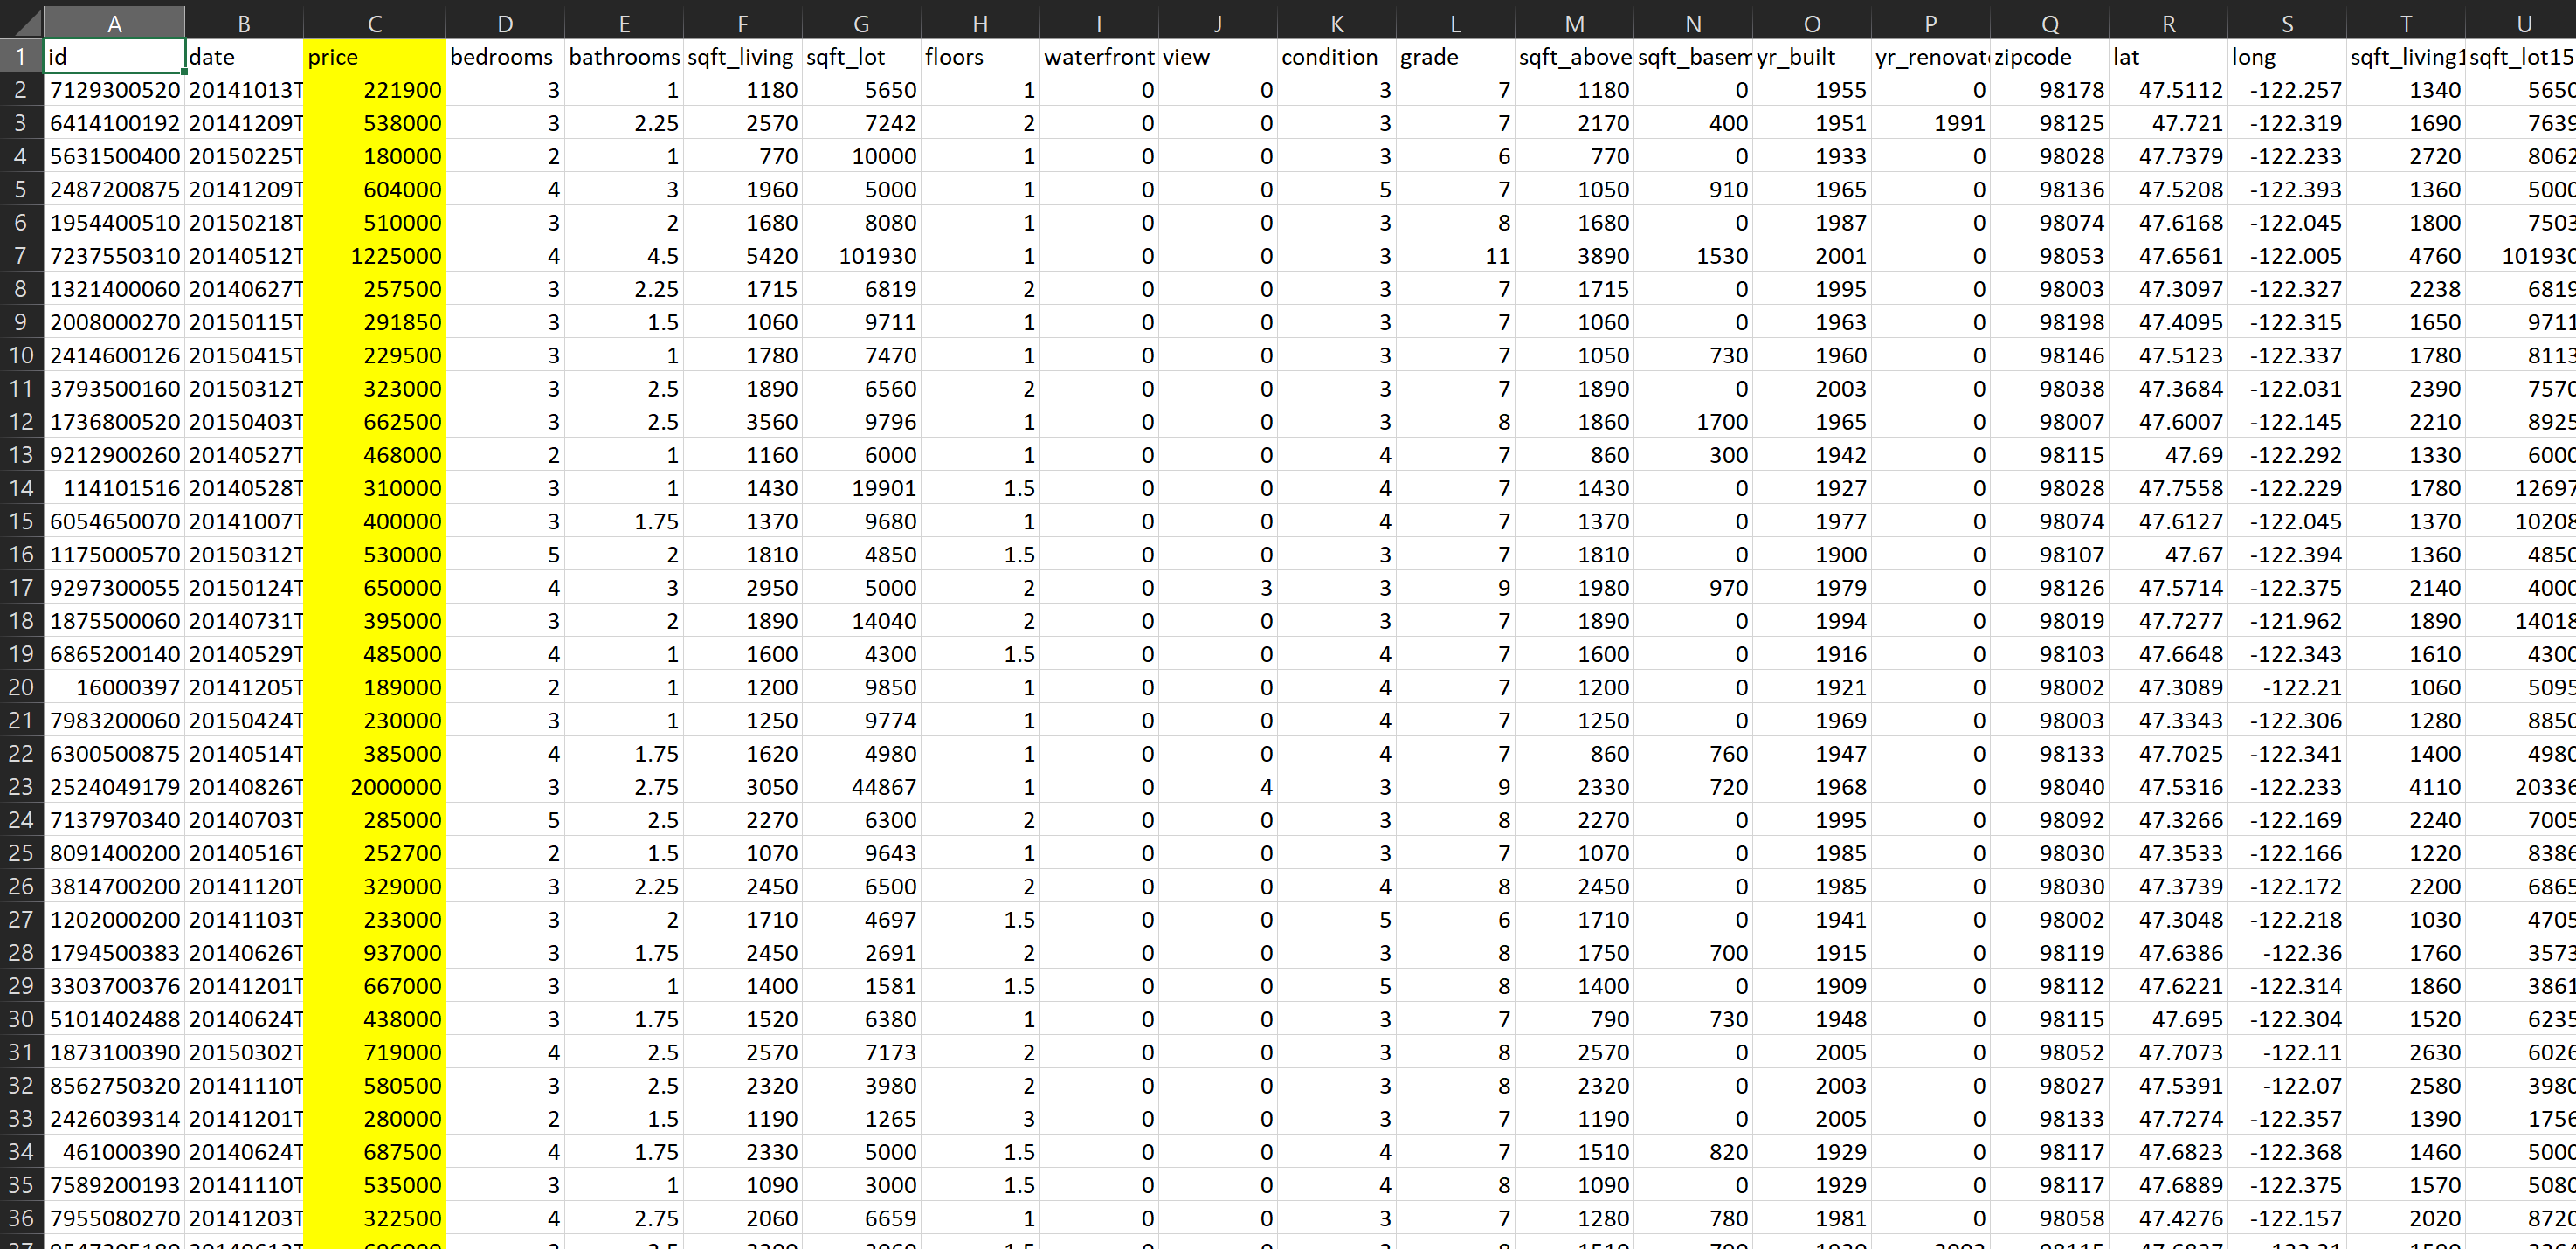 A B C D E F G H I J K L M N O P Q R S T U
1 id date price bedrooms bathrooms sqft_living sqft_lot floors waterfront view condition grade sqft_above sqft_basem yr_built yr_renovat zipcode lat long sqft_living1 sqft_lot15
2 7129300520 20141013T 221900 3 1 1180 5650 1 0 0 3 7 1180 0 1955 0 98178 47.5112 -122.257 1340 5650
3 6414100192 20141209T 538000 3 2.25 2570 7242 2 0 0 3 7 2170 400 1951 1991 98125 47.721 -122.319 1690 7639
4 5631500400 20150225T 180000 2 1 770 10000 1 0 0 3 6 770 0 1933 0 98028 47.7379 -122.233 2720 8062
5 2487200875 20141209T 604000 4 3 1960 5000 1 0 0 5 7 1050 910 1965 0 98136 47.5208 -122.393 1360 5000
6 1954400510 20150218T 510000 3 2 1680 8080 1 0 0 3 8 1680 0 1987 0 98074 47.6168 -122.045 1800 7503
7 7237550310 20140512T 1225000 4 4.5 5420 101930 1 0 0 3 11 3890 1530 2001 0 98053 47.6561 -122.005 4760 101930
8 1321400060 20140627T 257500 3 2.25 1715 6819 2 0 0 3 7 1715 0 1995 0 98003 47.3097 -122.327 2238 6819
9 2008000270 20150115T 291850 3 1.5 1060 9711 1 0 0 3 7 1060 0 1963 0 98198 47.4095 -122.315 1650 9711
10 2414600126 20150415T 229500 3 1 1780 7470 1 0 0 3 7 1050 730 1960 0 98146 47.5123 -122.337 1780 8113
11 3793500160 20150312T 323000 3 2.5 1890 6560 2 0 0 3 7 1890 0 2003 0 98038 47.3684 -122.031 2390 7570
12 1736800520 20150403T 662500 3 2.5 3560 9796 1 0 0 3 8 1860 1700 1965 0 98007 47.6007 -122.145 2210 8925
13 9212900260 20140527T 468000 2 1 1160 6000 1 0 0 4 7 860 300 1942 0 98115 47.69 -122.292 1330 6000
14 114101516 20140528T 310000 3 1 1430 19901 1.5 0 0 4 7 1430 0 1927 0 98028 47.7558 -122.229 1780 12697
15 6054650070 20141007T 400000 3 1.75 1370 9680 1 0 0 4 7 1370 0 1977 0 98074 47.6127 -122.045 1370 10208
16 1175000570 20150312T 530000 5 2 1810 4850 1.5 0 0 3 7 1810 0 1900 0 98107 47.67 -122.394 1360 4850
17 9297300055 20150124T 650000 4 3 2950 5000 2 0 3 3 9 1980 970 1979 0 98126 47.5714 -122.375 2140 4000
18 1875500060 20140731T 395000 3 2 1890 14040 2 0 0 3 7 1890 0 1994 0 98019 47.7277 -121.962 1890 14018
19 6865200140 20140529T 485000 4 1 1600 4300 1.5 0 0 4 7 1600 0 1916 0 98103 47.6648 -122.343 1610 4300
20 16000397 20141205T 189000 2 1 1200 9850 1 0 0 4 7 1200 0 1921 0 98002 47.3089 -122.21 1060 5095
21 7983200060 20150424T 230000 3 1 1250 9774 1 0 0 4 7 1250 0 1969 0 98003 47.3343 -122.306 1280 8850
22 6300500875 20140514T 385000 4 1.75 1620 4980 1 0 0 4 7 860 760 1947 0 98133 47.7025 -122.341 1400 4980
23 2524049179 20140826T 2000000 3 2.75 3050 44867 1 0 4 3 9 2330 720 1968 0 98040 47.5316 -122.233 4110 20336
24 7137970340 20140703T 285000 5 2.5 2270 6300 2 0 0 3 8 2270 0 1995 0 98092 47.3266 -122.169 2240 7005
25 8091400200 20140516T 252700 2 1.5 1070 9643 1 0 0 3 7 1070 0 1985 0 98030 47.3533 -122.166 1220 8386
26 3814700200 20141120T 329000 3 2.25 2450 6500 2 0 0 4 8 2450 0 1985 0 98030 47.3739 -122.172 2200 6865
27 1202000200 20141103T 233000 3 2 1710 4697 1.5 0 0 5 6 1710 0 1941 0 98002 47.3048 -122.218 1030 4705
28 1794500383 20140626T 937000 3 1.75 2450 2691 2 0 0 3 8 1750 700 1915 0 98119 47.6386 -122.36 1760 3573
29 3303700376 20141201T 667000 3 1 1400 1581 1.5 0 0 5 8 1400 0 1909 0 98112 47.6221 -122.314 1860 3861
30 5101402488 20140624T 438000 3 1.75 1520 6380 1 0 0 3 7 790 730 1948 0 98115 47.695 -122.304 1520 6235
31 1873100390 20150302T 719000 4 2.5 2570 7173 2 0 0 3 8 2570 0 2005 0 98052 47.7073 -122.11 2630 6026
32 8562750320 20141110T 580500 3 2.5 2320 3980 2 0 0 3 8 2320 0 2003 0 98027 47.5391 -122.07 2580 3980
33 2426039314 20141201T 280000 2 1.5 1190 1265 3 0 0 3 7 1190 0 2005 0 98133 47.7274 -122.357 1390 1756
34 461000390 20140624T 687500 4 1.75 2330 5000 1.5 0 0 4 7 1510 820 1929 0 98117 47.6823 -122.368 1460 5000
35 7589200193 20141110T 535000 3 1 1090 3000 1.5 0 0 4 8 1090 0 1929 0 98117 47.6889 -122.375 1570 5080
36 7955080270 20141203T 322500 4 2.75 2060 6659 1 0 0 3 7 1280 780 1981 0 98058 47.4276 -122.157 2020 8720